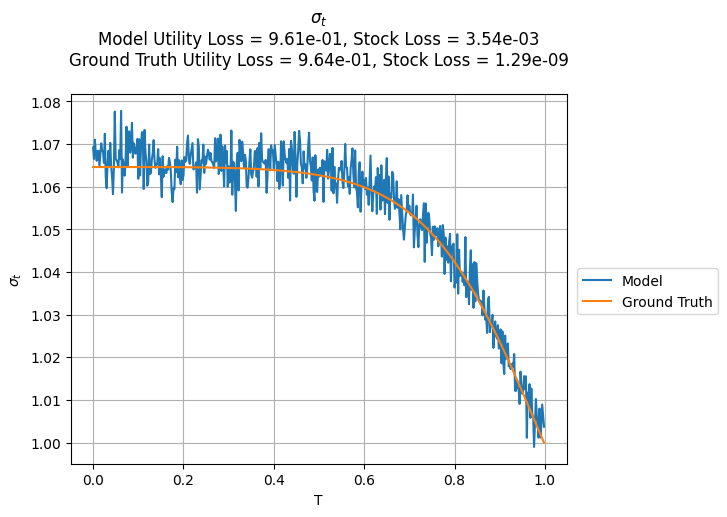 σt
Model Utility Loss = 9.61e-01, Stock Loss = 3.54e-03
Ground Truth Utility Loss = 9.64e-01, Stock Loss = 1.29e-09
1.08
1.07
1.06
1.05
1.04
1.03
1.02
1.01
1.00
σt
0.0 0.2 0.4 0.6 0.8 1.0
T
Model
Ground Truth